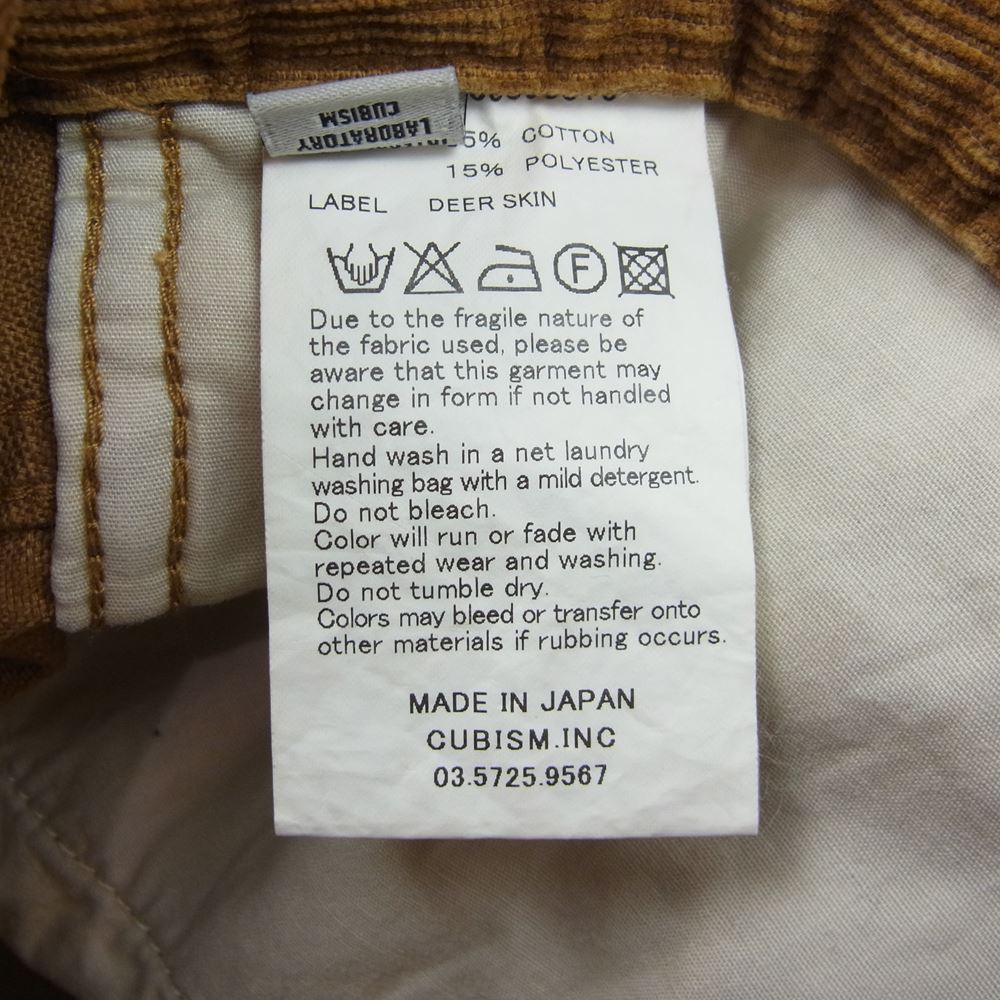 LABORATORY
CUBISM
5% COTTON
15% POLYESTER
LABEL DEER SKIN
F
Due to the fragile nature of
the fabric used, please be
aware that this garment may
change in form if not handled
with care.
Hand wash in a net laundry
washing bag with a mild detergent.
Do not bleach.
Color will run or fade with
repeated wear and washing.
Do not tumble dry.
Colors may bleed or transfer onto
other materials if rubbing occurs.
MADE IN JAPAN
CUBISM.INC
03.5725.9567